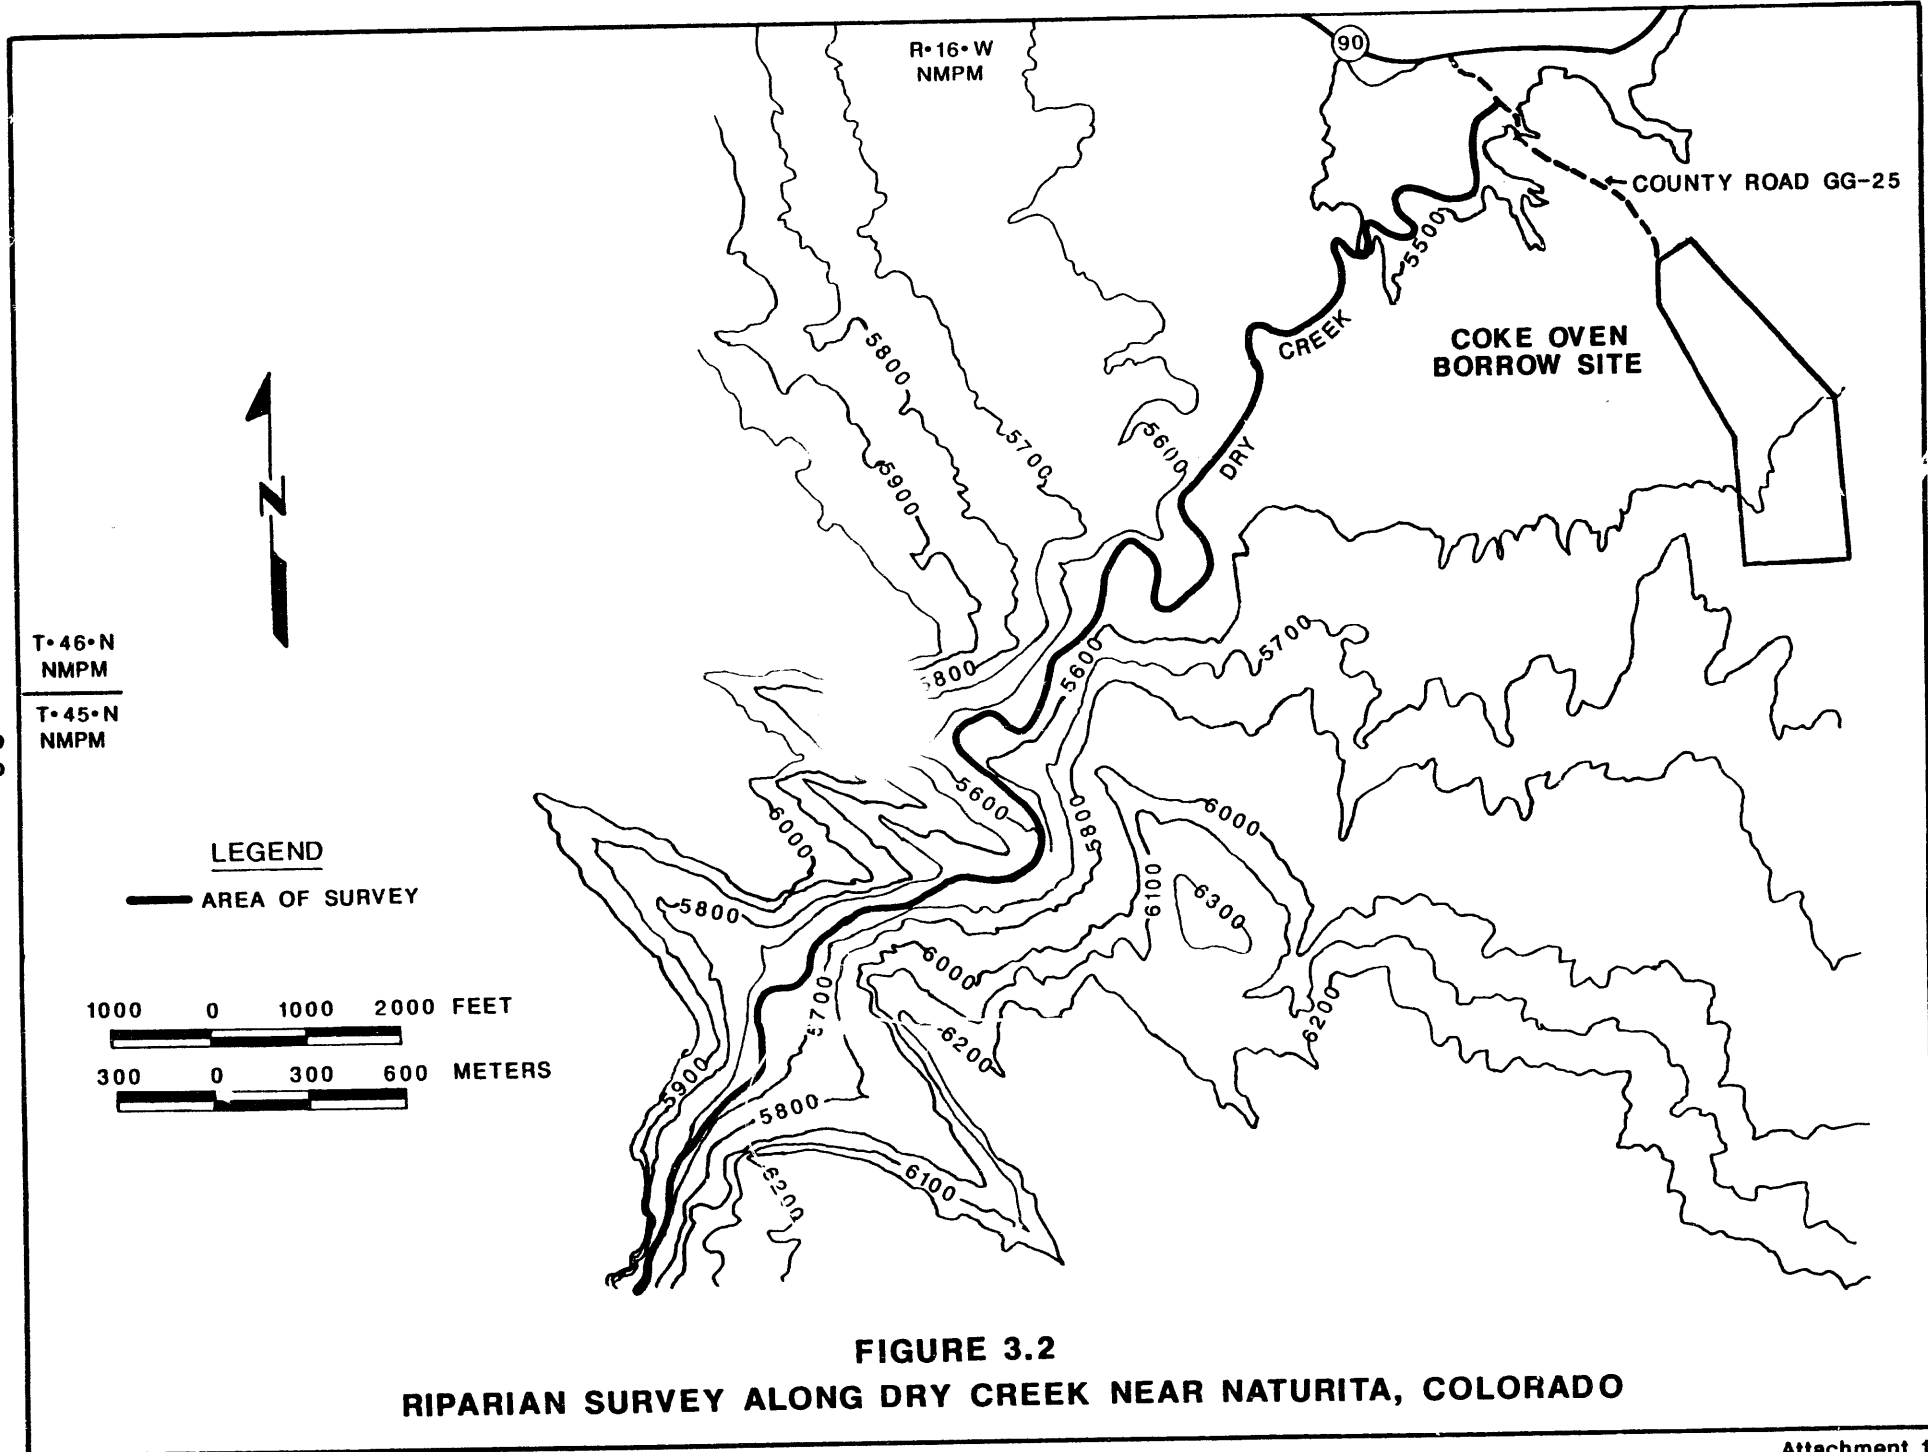 R•16•W
NMPM
90
COUNTY ROAD GG-25
5500
CREEK
COKE OVEN
BORROW SITE
5800
5700
5600
DRY
5900
N
T•46•N
NMPM
T•45•N
NMPM
5800
5600
5700
5600
6000
5800
6000
6100
6300
LEGEND
AREA OF SURVEY
5800
6000
5700
6200
6200
1000 0 1000 2000 FEET
300 0 300 600 METERS
5900
5800
6100
6200
FIGURE 3.2
RIPARIAN SURVEY ALONG DRY CREEK NEAR NATURITA, COLORADO